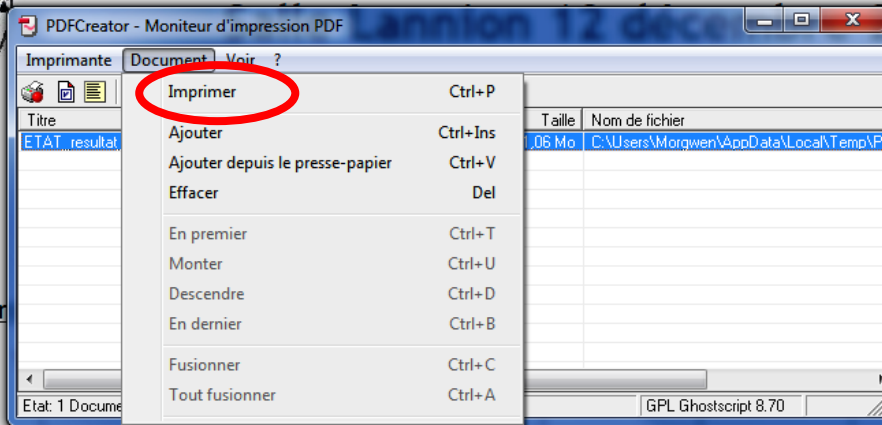 PDFCreator - Moniteur d'impression PDF
Imprimante Document Voir ?
Titre Taille Nom de fichier
ETAT_resultat ,06 Mo C:\Users\Morgwen\AppData\Local\Temp\P
Imprimer Ctrl+P
Ajouter Ctrl+Ins
Ajouter depuis le presse-papier Ctrl+V
Effacer Del
En premier Ctrl+T
Monter Ctrl+U
Descendre Ctrl+D
En dernier Ctrl+B
Fusionner Ctrl+C
Tout fusionner Ctrl+A
Etat: 1 Docume GPL Ghostscript 8.70